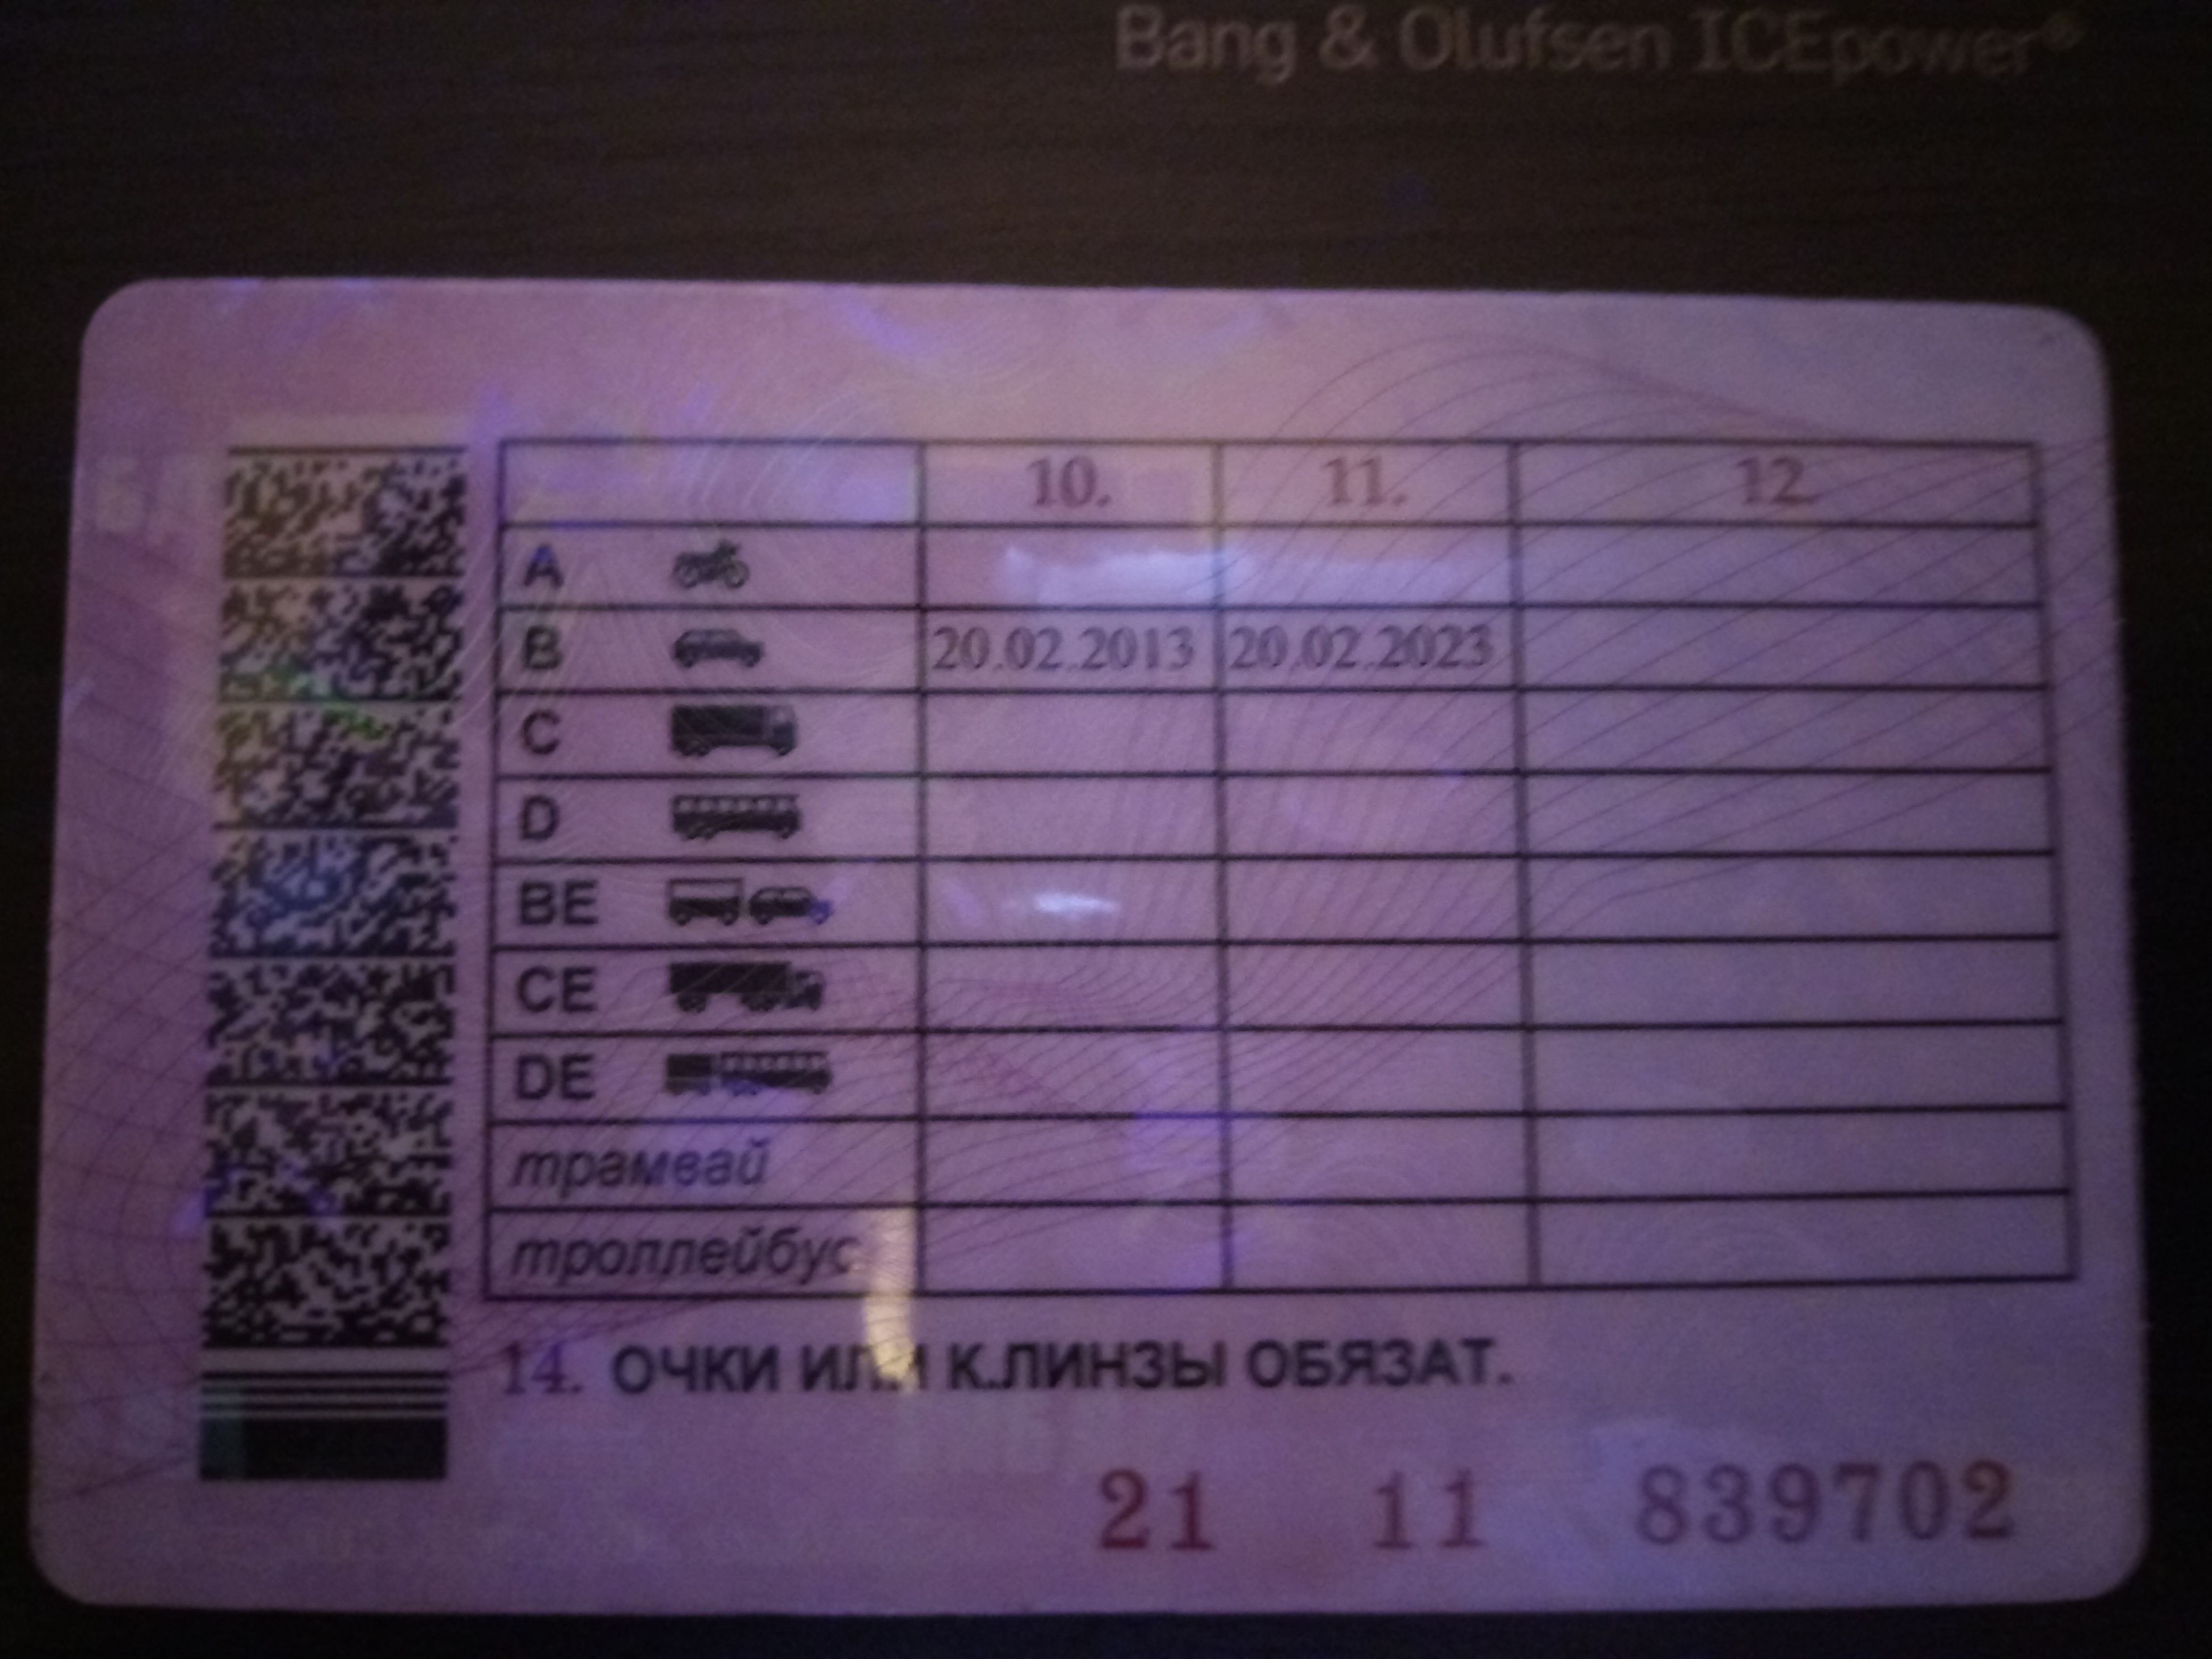 Bang & Olufsen ICEpower®
10. 11. 12.
A
B 20.02.2013 20.02.2023
C
D
BE
CE
DE
трамвай
троллейбус
14. ОЧКИ ИЛИ К.ЛИНЗЫ ОБЯЗАТ.
21 11 839702